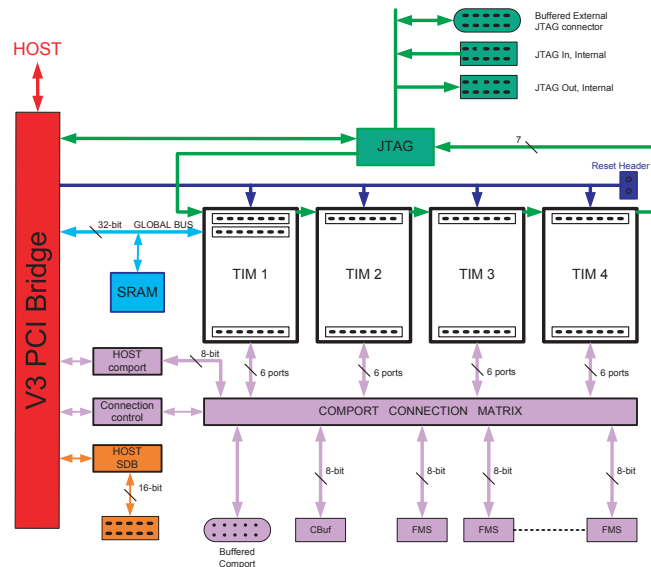 Buffered External
JTAG connector
HOST
JTAG In, Internal
JTAG Out, Internal
JTAG
7
Reset Header
V3 PCI Bridge
32-bit
GLOBAL BUS
TIM 1
TIM 2
TIM 3
TIM 4
SRAM
HOST
comport
8-bit
6 ports
6 ports
6 ports
6 ports
Connection
control
COMPORT CONNECTION MATRIX
HOST
SDB
16-bit
8-bit
8-bit
8-bit
8-bit
CBuf
FMS
FMS
FMS
Buffered
Comport